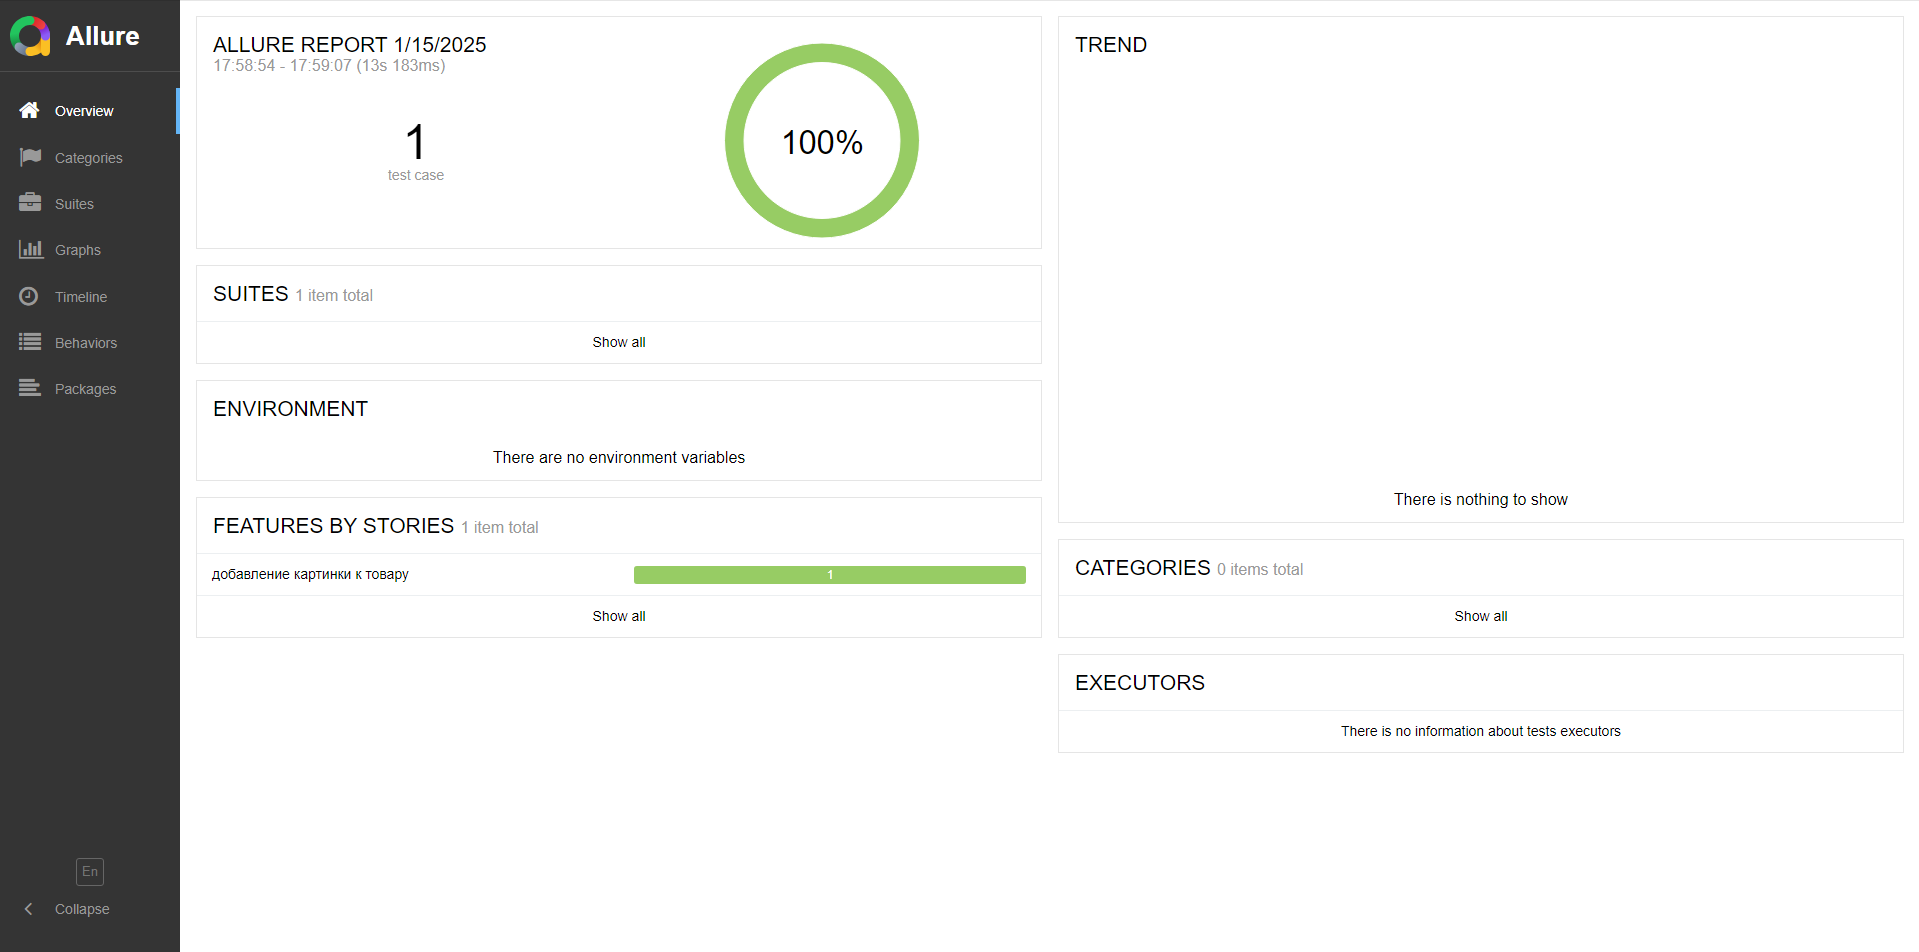 Allure
Overview
Categories
Suites
Graphs
Timeline
Behaviors
Packages
En
Collapse
ALLURE REPORT 1/15/2025
17:58:54 - 17:59:07 (13s 183ms)
1
test case
100%
SUITES 1 item total
Show all
ENVIRONMENT
There are no environment variables
FEATURES BY STORIES 1 item total
добавление картинки к товару
1
Show all
TREND
There is nothing to show
CATEGORIES 0 items total
Show all
EXECUTORS
There is no information about tests executors